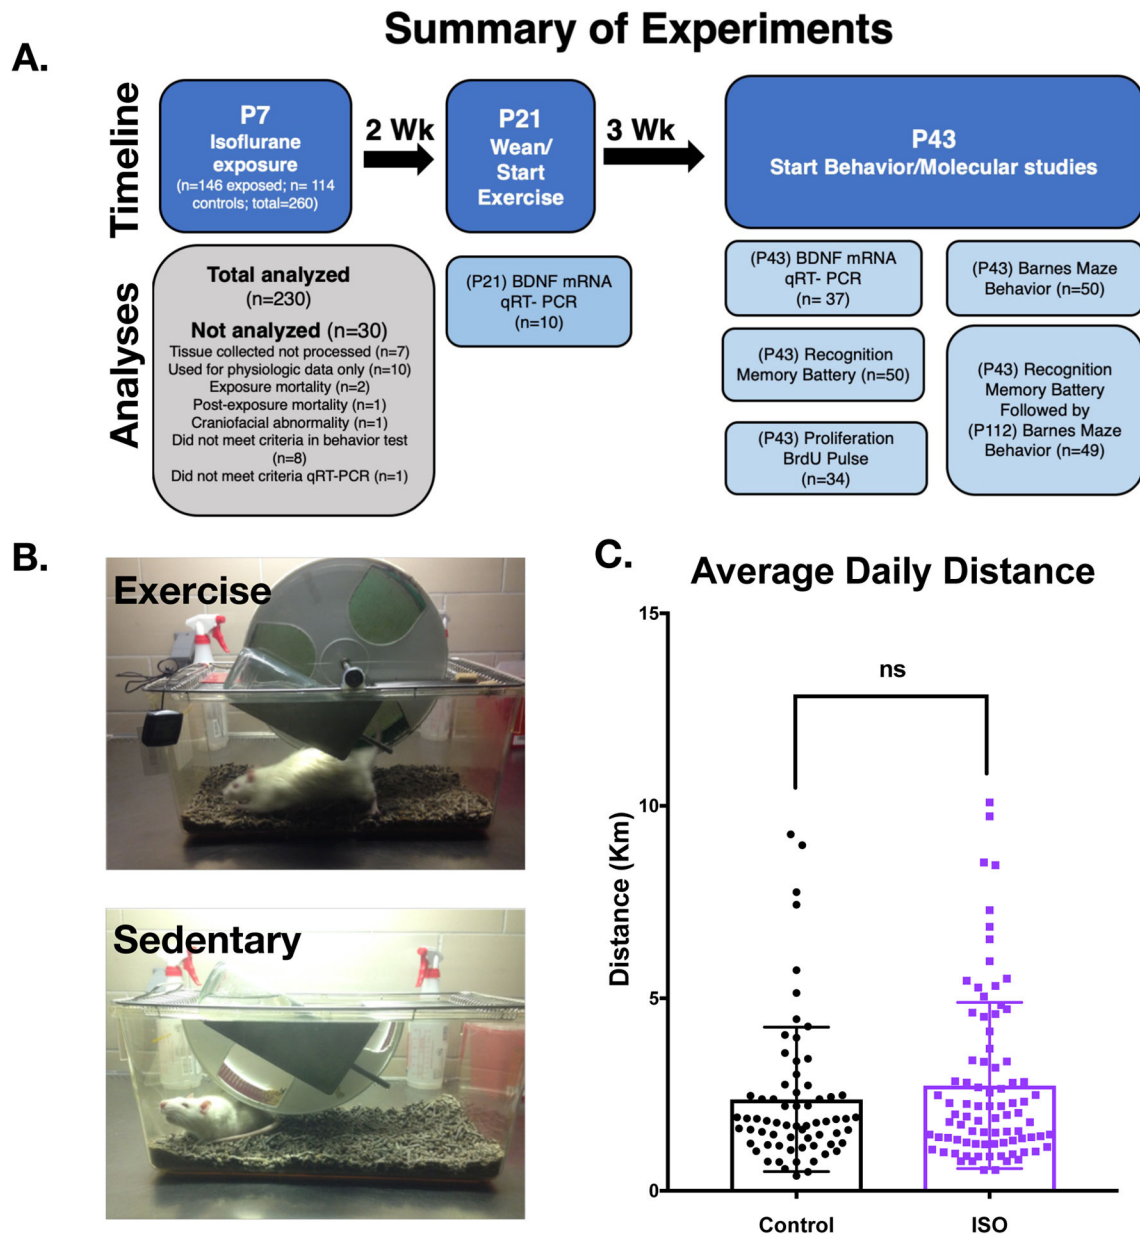 Summary of Experiments
A.
Timeline
P7
Isoflurane
exposure
(n=146 exposed; n= 114
controls; total=260)
2 Wk
P21
Wean/
Start
Exercise
3 Wk
P43
Start Behavior/Molecular studies
Analyses
Total analyzed
(n=230)
Not analyzed (n=30)
Tissue collected not processed (n=7)
Used for physiologic data only (n=10)
Exposure mortality (n=2)
Post-exposure mortality (n=1)
Craniofacial abnormality (n=1)
Did not meet criteria in behavior test
(n=8)
Did not meet criteria qRT-PCR (n=1)
(P21) BDNF mRNA
qRT- PCR
(n=10)
(P43) BDNF mRNA
qRT- PCR
(n= 37)
(P43) Barnes Maze
Behavior (n=50)
(P43) Recognition
Memory Battery (n=50)
(P43) Recognition
Memory Battery
Followed by
(P112) Barnes Maze
Behavior (n=49)
(P43) Proliferation
BrdU Pulse
(n=34)
B.
Exercise
Sedentary
C.
Average Daily Distance
ns
Distance (Km)
15
10
5
0
Control
ISO